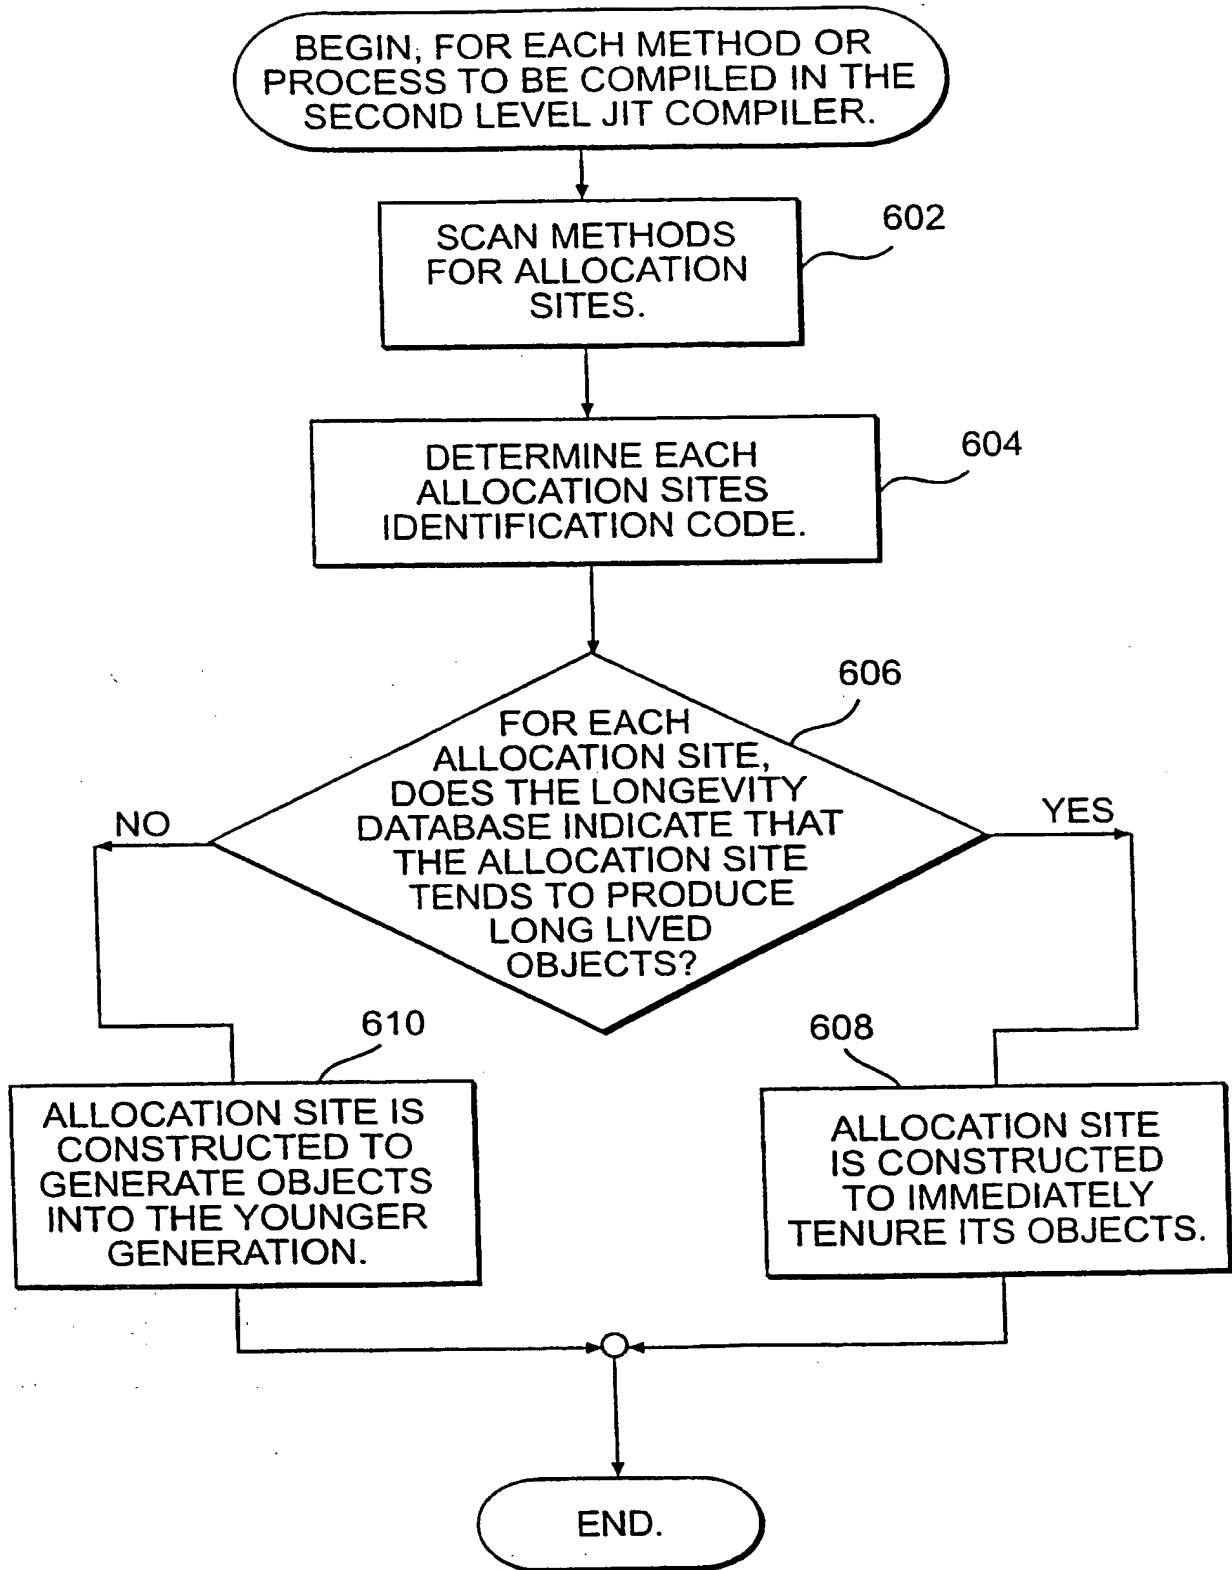 BEGIN; FOR EACH METHOD OR
PROCESS TO BE COMPILED IN THE
SECOND LEVEL JIT COMPILER.
602
SCAN METHODS
FOR ALLOCATION
SITES.
604
DETERMINE EACH
ALLOCATION SITES
IDENTIFICATION CODE.
606
FOR EACH
ALLOCATION SITE,
DOES THE LONGEVITY
DATABASE INDICATE THAT
THE ALLOCATION SITE
TENDS TO PRODUCE
LONG LIVED
OBJECTS?
NO
YES
610
ALLOCATION SITE IS
CONSTRUCTED TO
GENERATE OBJECTS
INTO THE YOUNGER
GENERATION.
608
ALLOCATION SITE
IS CONSTRUCTED
TO IMMEDIATELY
TENURE ITS OBJECTS.
END.